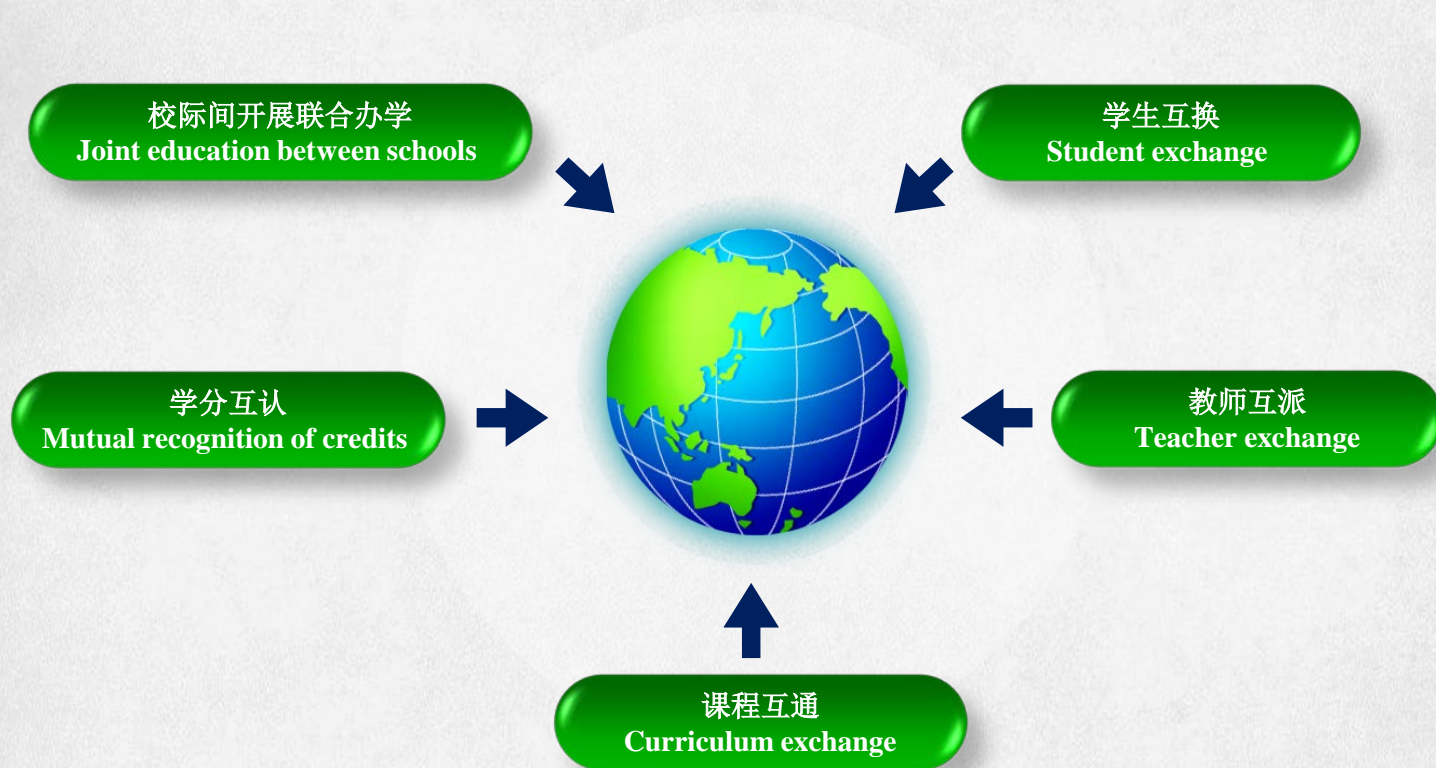 校际间开展联合办学
Joint education between schools
学生互换
Student exchange
学分互认
Mutual recognition of credits
教师互派
Teacher exchange
课程互通
Curriculum exchange